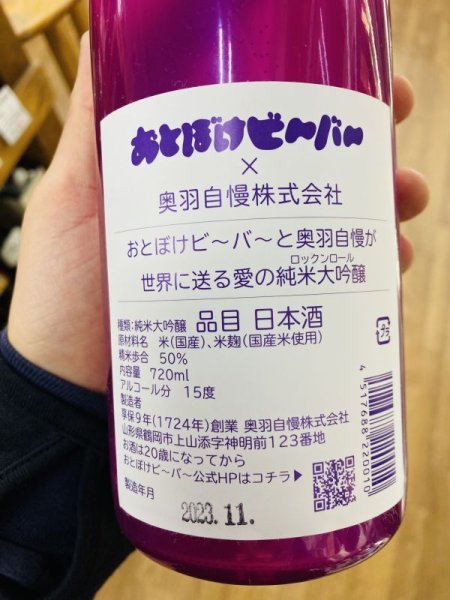 おとぼけビ〜バ〜
×
奥羽自慢株式会社
おとぼけビ〜バ〜と奥羽自慢が
ロックンロール
世界に送る愛の純米大吟醸
種類:純米大吟醸 品目 日本酒
原材料名 米(国産)、米麹(国産米使用)
精米歩合 50%
内容量 720ml
アルコール分 15度
製造者
享保9年(1724年)創業 奥羽自慢株式会社
山形県鶴岡市上山添字神明前123番地
お酒は20歳になってから
おとぼけビ〜バ〜公式HPはコチラ▶
製造年月
2023.11.
プラ
4517688220010